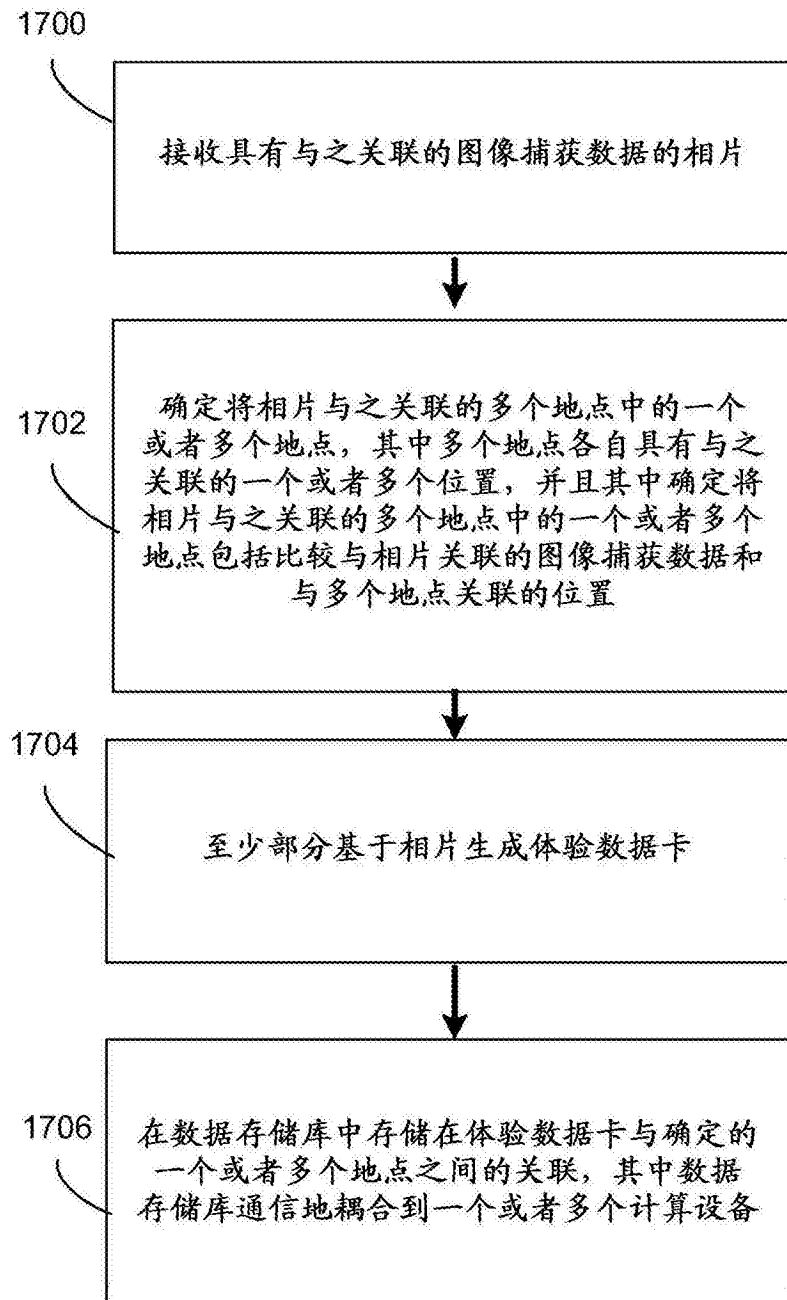 1700
接收具有与之关联的图像捕获数据的相片
1702
确定将相片与之关联的多个地点中的一个
或者多个地点，其中多个地点各自具有与之
关联的一个或者多个位置，并且其中确定将
相片与之关联的多个地点中的一个或者多个
地点包括比较与相片关联的图像捕获数据和
与多个地点关联的位置
1704
至少部分基于相片生成体验数据卡
1706
在数据存储库中存储在体验数据卡与确定的
一个或者多个地点之间的关联，其中数据
存储库通信地耦合到一个或者多个计算设备